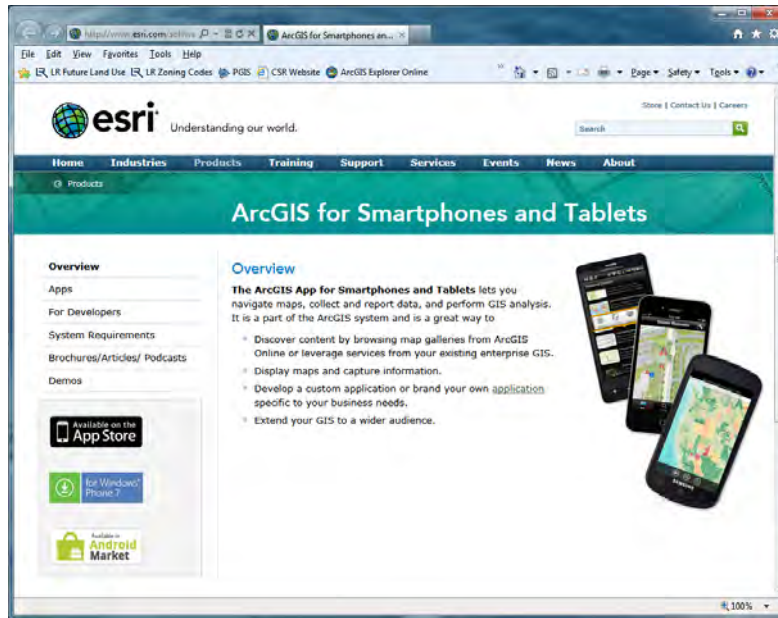 http://www.esri.com
ArcGIS for Smartphones an...
File Edit View Favorites Tools Help
LR Future Land Use LR Zoning Codes PGIS CSR Website ArcGIS Explorer Online
Page Safety Tools
esri
Understanding our world.
Store | Contact Us | Careers
Search
Home Industries Products Training Support Services Events News About
Products
ArcGIS for Smartphones and Tablets
Overview
Apps
For Developers
System Requirements
Brochures/Articles/ Podcasts
Demos
Available on the
App Store
for Windows®
Phone 7
Available in
Android
Market
Overview
The ArcGIS App for Smartphones and Tablets lets you
navigate maps, collect and report data, and perform GIS analysis.
It is a part of the ArcGIS system and is a great way to
Discover content by browsing map galleries from ArcGIS
Online or leverage services from your existing enterprise GIS.
Display maps and capture information.
Develop a custom application or brand your own application
specific to your business needs.
Extend your GIS to a wider audience.
SAMSUNG
100%